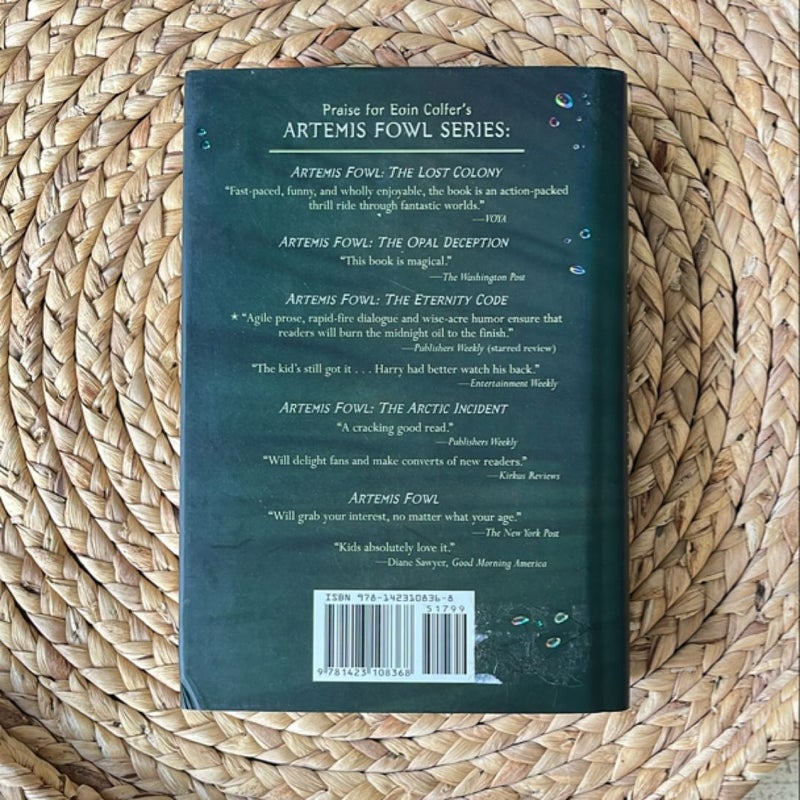 Praise for Eoin Colfer's
ARTEMIS FOWL SERIES:
ARTEMIS FOWL: THE LOST COLONY
“Fast-paced, funny, and wholly enjoyable, the book is an action-packed
thrill ride through fantastic worlds.”
—VOYA
ARTEMIS FOWL: THE OPAL DECEPTION
“This book is magical.”
—The Washington Post
ARTEMIS FOWL: THE ETERNITY CODE
★ “Agile prose, rapid-fire dialogue and wise-acre humor ensure that
readers will burn the midnight oil to the finish.”
—Publishers Weekly (starred review)
“The kid's still got it . . . Harry had better watch his back.”
—Entertainment Weekly
ARTEMIS FOWL: THE ARCTIC INCIDENT
“A cracking good read.”
—Publishers Weekly
“Will delight fans and make converts of new readers.”
—Kirkus Reviews
ARTEMIS FOWL
“Will grab your interest, no matter what your age.”
—The New York Post
“Kids absolutely love it.”
—Diane Sawyer, Good Morning America
ISBN 978-142310836-8
51799
9 781423 108368